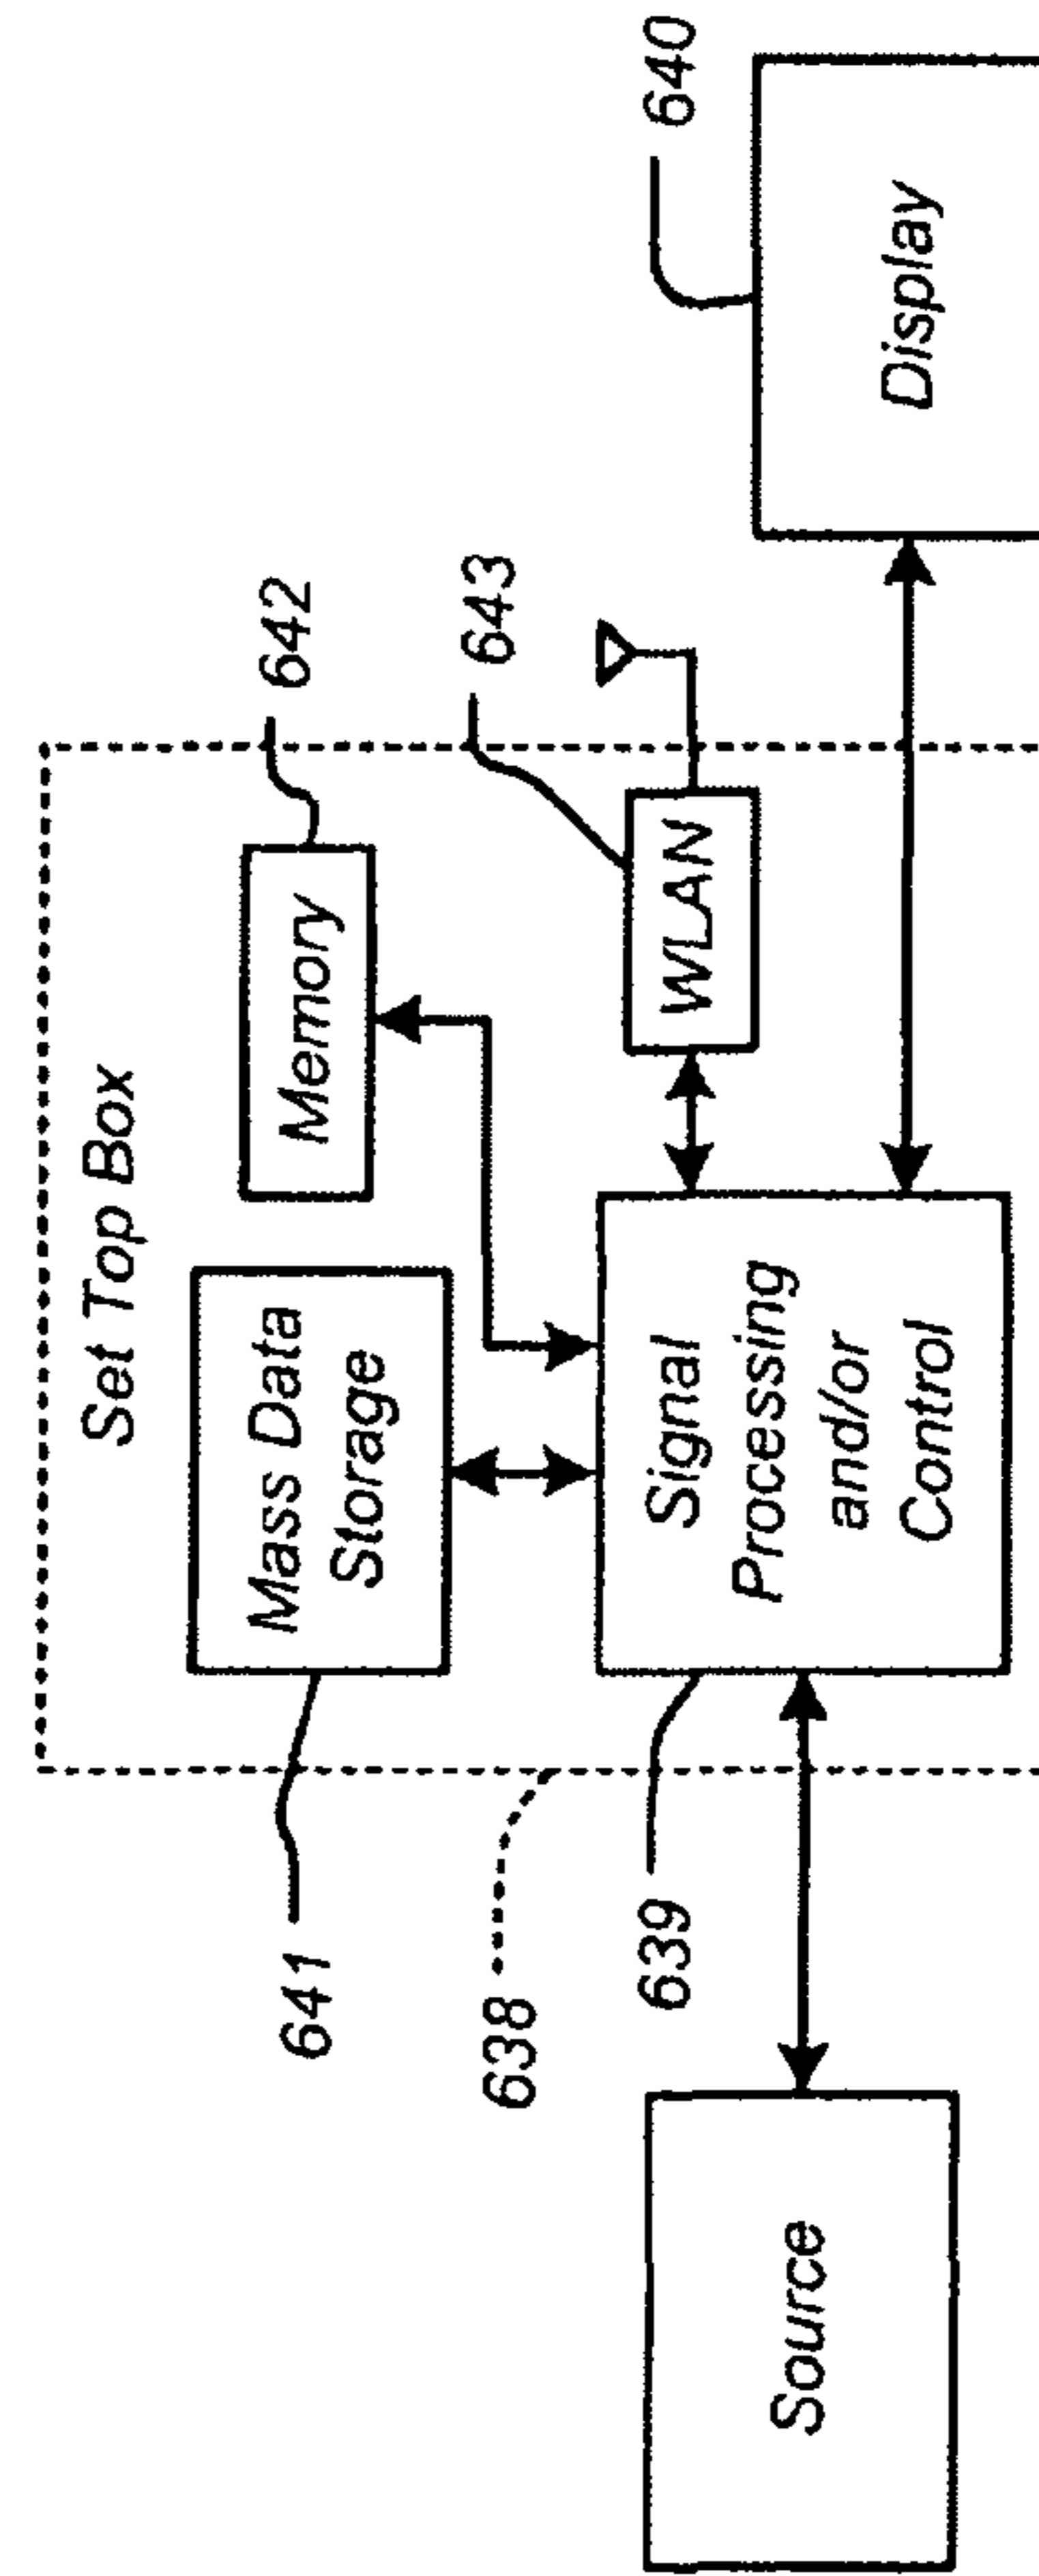 Set Top Box
641
Mass Data
Storage
Memory
642
638
643
639
Signal
Processing
and/or
Control
WLAN
640
Source
Display